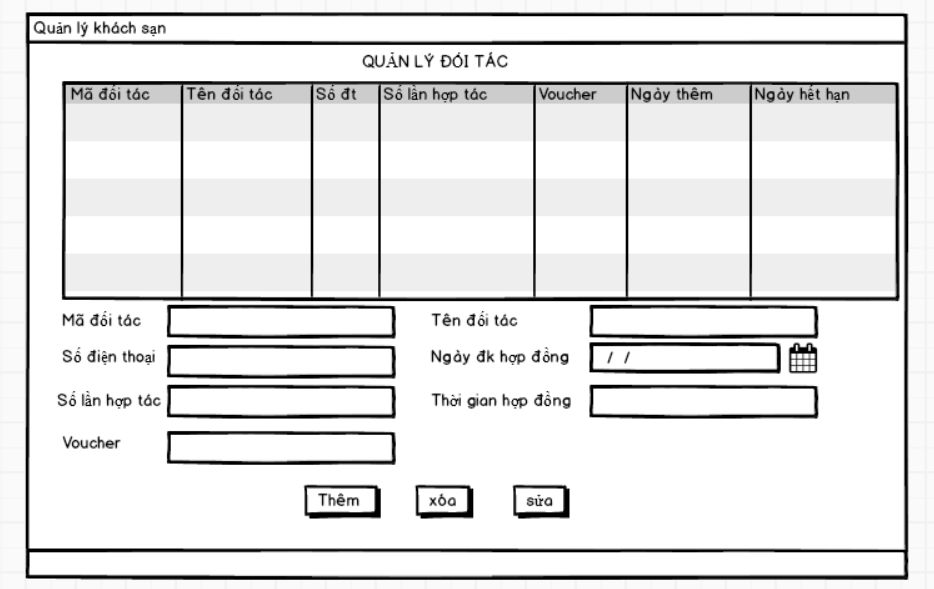 Quản lý khách sạn
QUẢN LÝ ĐỐI TÁC
Mã đối tác Tên đối tác Số đt Số lần hợp tác Voucher Ngày thêm Ngày hết hạn
Mã đối tác Tên đối tác
Số điện thoại Ngày đk hợp đồng / /
Số lần hợp tác Thời gian hợp đồng
Voucher
Thêm xóa sửa